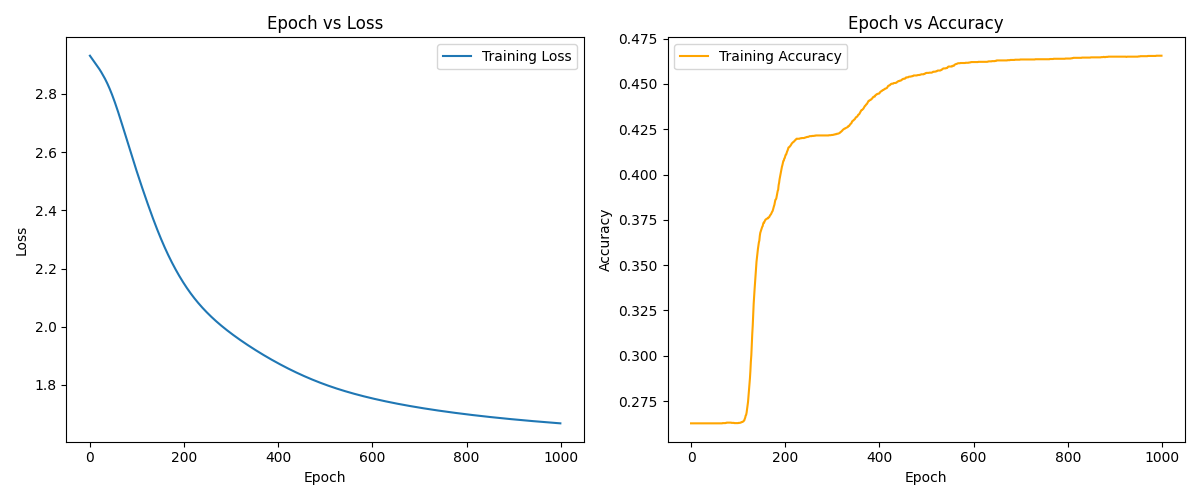 Epoch vs Loss
Training Loss
2.8
2.6
2.4
2.2
2.0
1.8
Loss
0 200 400 600 800 1000
Epoch
Epoch vs Accuracy
Training Accuracy
0.475
0.450
0.425
0.400
0.375
0.350
0.325
0.300
0.275
Accuracy
0 200 400 600 800 1000
Epoch